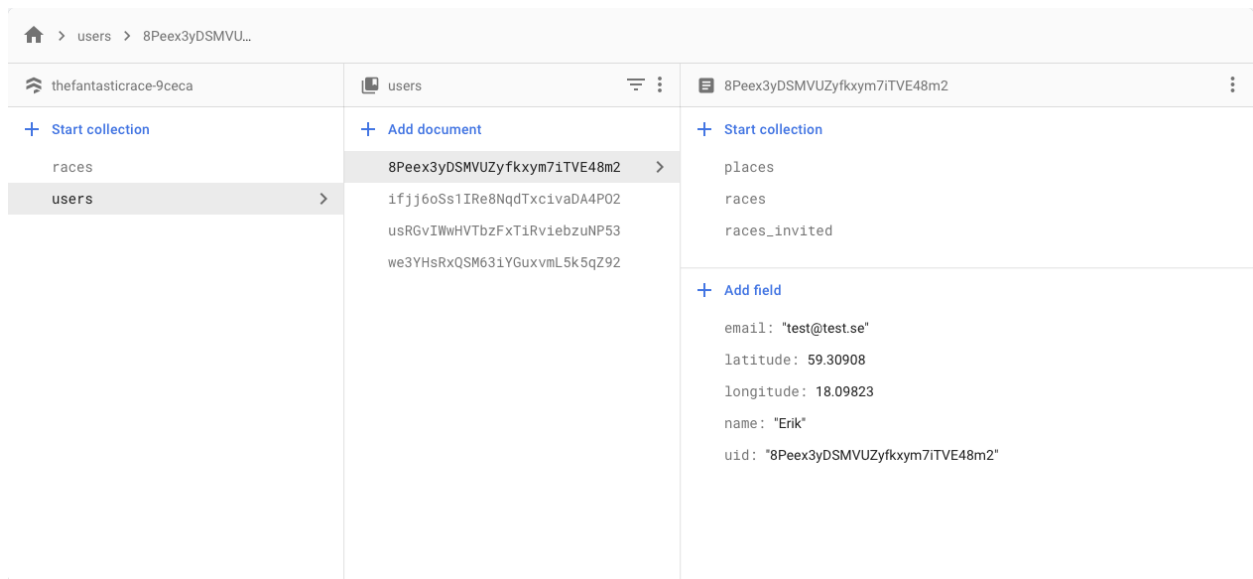 users > 8Peex3yDSMVU...
thefantasticrace-9ceca
Start collection
races
users
users
Add document
8Peex3yDSMVUZyfkxym7iTVE48m2
ifjj6oSs1IRe8NqdTxcivaDA4PO2
usRGvIWwHVTbzFxTiRviebzuNP53
we3YHsRxQSM63iYGuxvmL5k5qZ92
8Peex3yDSMVUZyfkxym7iTVE48m2
Start collection
places
races
races_invited
Add field
email: "test@test.se"
latitude: 59.30908
longitude: 18.09823
name: "Erik"
uid: "8Peex3yDSMVUZyfkxym7iTVE48m2"